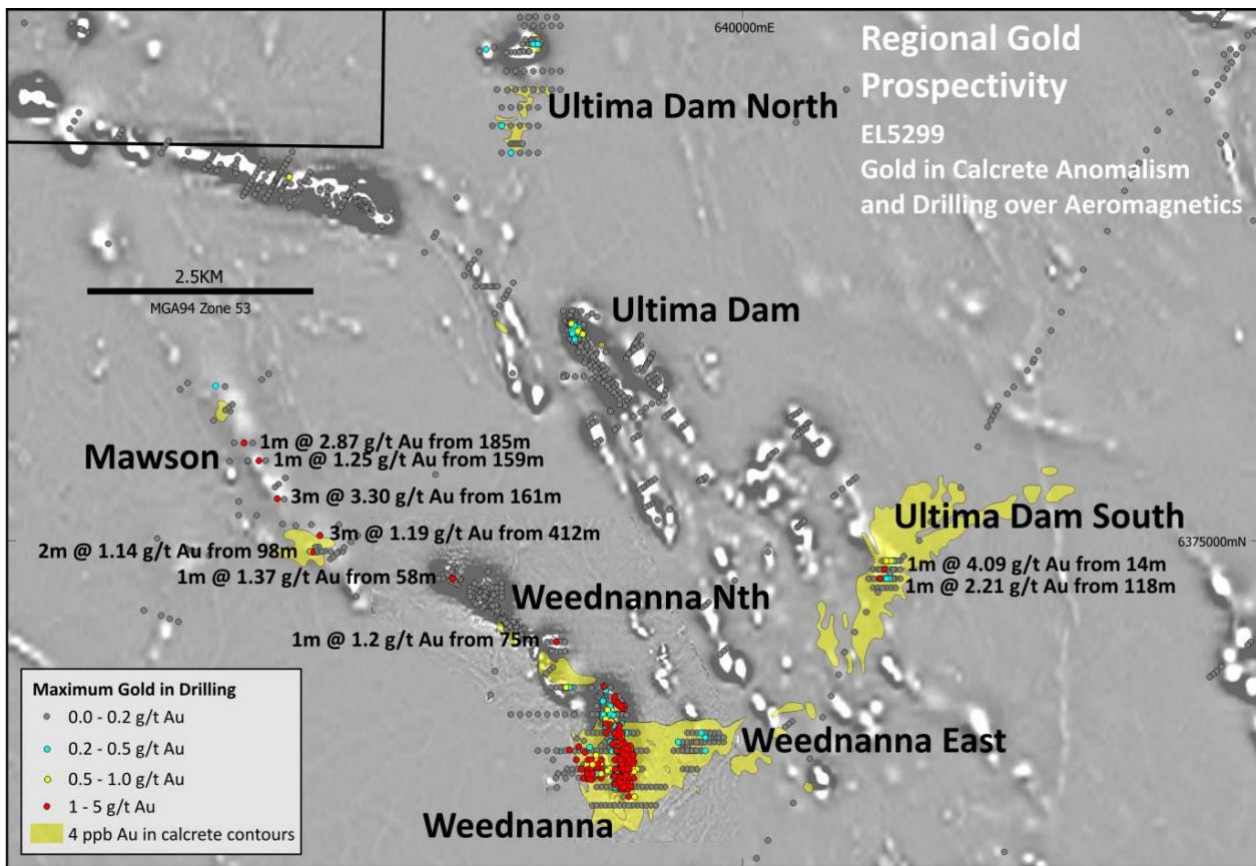 640000mE
Regional Gold
Prospectivity
EL5299
Gold in Calcrete Anomalism
and Drilling over Aeromagnetics
Ultima Dam North
2.5KM
MGA94 Zone 53
Ultima Dam
Mawson
1m @ 2.87 g/t Au from 185m
1m @ 1.25 g/t Au from 159m
3m @ 3.30 g/t Au from 161m
3m @ 1.19 g/t Au from 412m
2m @ 1.14 g/t Au from 98m
1m @ 1.37 g/t Au from 58m
Ultima Dam South
6375000mN
1m @ 4.09 g/t Au from 14m
1m @ 2.21 g/t Au from 118m
Weednanna Nth
1m @ 1.2 g/t Au from 75m
Weednanna East
Weednanna
Maximum Gold in Drilling
0.0 - 0.2 g/t Au
0.2 - 0.5 g/t Au
0.5 - 1.0 g/t Au
1 - 5 g/t Au
4 ppb Au in calcrete contours